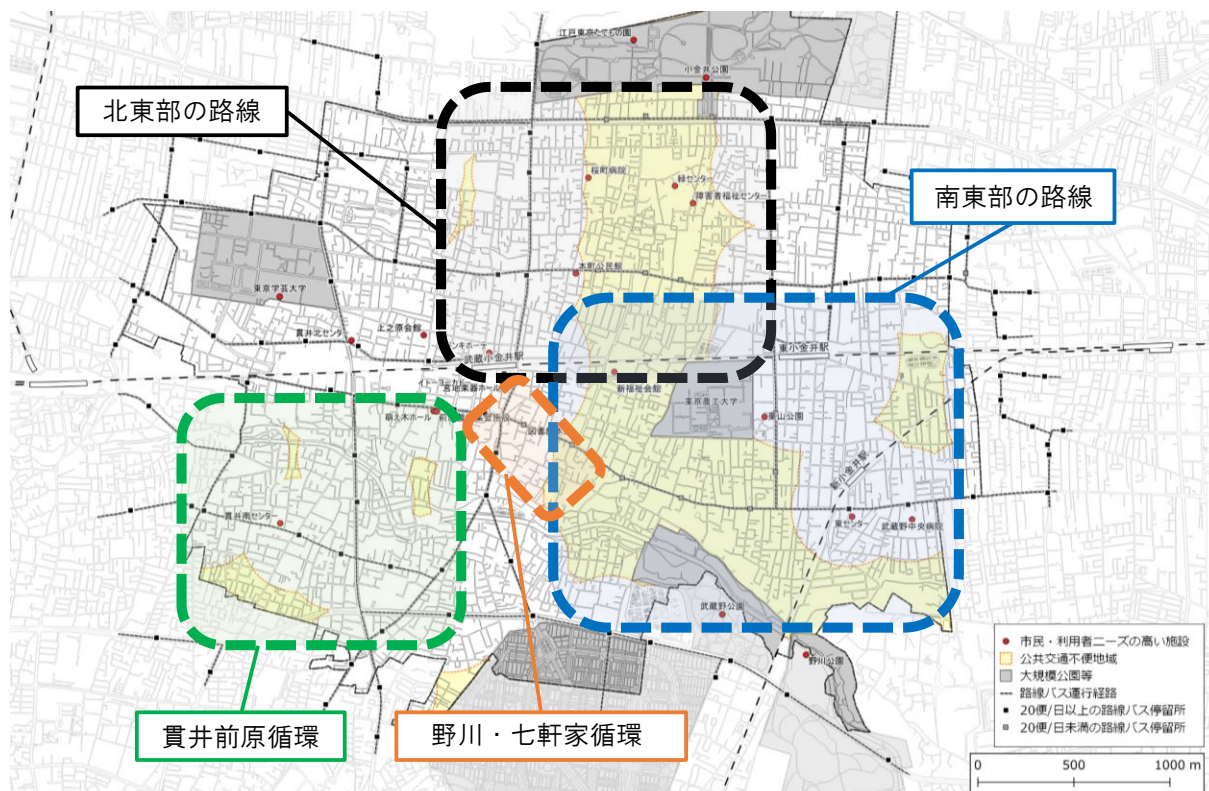 江戸東京たてもの園
小金井公園
北東部の路線
桜町病院
緑センター
障害者福祉センター
南東部の路線
本町公民館
東京学芸大学
貫井北センター
上之原会館
武蔵小金井駅
東小金井駅
宮地楽器ホール
新福祉会館
東京農工大学
栗山公園
萌え木ホール
新小金井駅
貫井南センター
東センター
武蔵野中央病院
武蔵野公園
野川公園
貫井前原循環
野川・七軒家循環
市民・利用者ニーズの高い施設
公共交通不便地域
大規模公園等
路線バス運行経路
20便/日以上の路線バス停留所
20便/日未満の路線バス停留所
0 500 1000 m